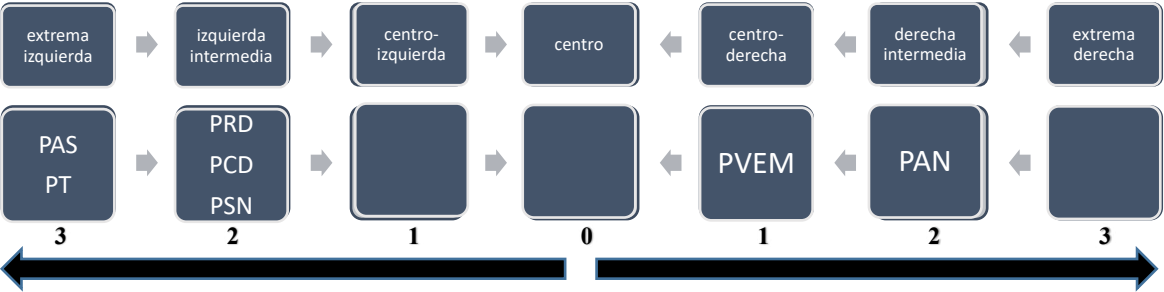 extrema
izquierda
izquierda
intermedia
centro-
izquierda
centro
centro-
derecha
derecha
intermedia
extrema
derecha
PAS
PT
PRD
PCD
PSN
PVEM
PAN
3
2
1
0
1
2
3